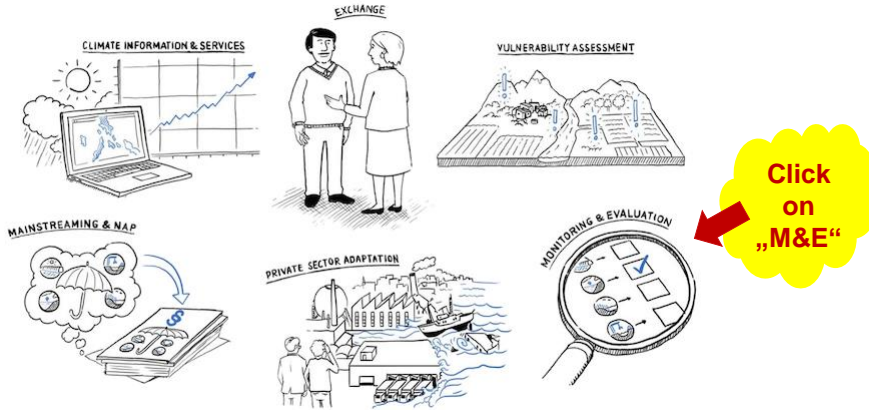 EXCHANGE
CLIMATE INFORMATION & SERVICES
VULNERABILITY ASSESSMENT
Click
on
„M&E“
MAINSTREAMING & NAP
PRIVATE SECTOR ADAPTATION
MONITORING & EVALUATION
§